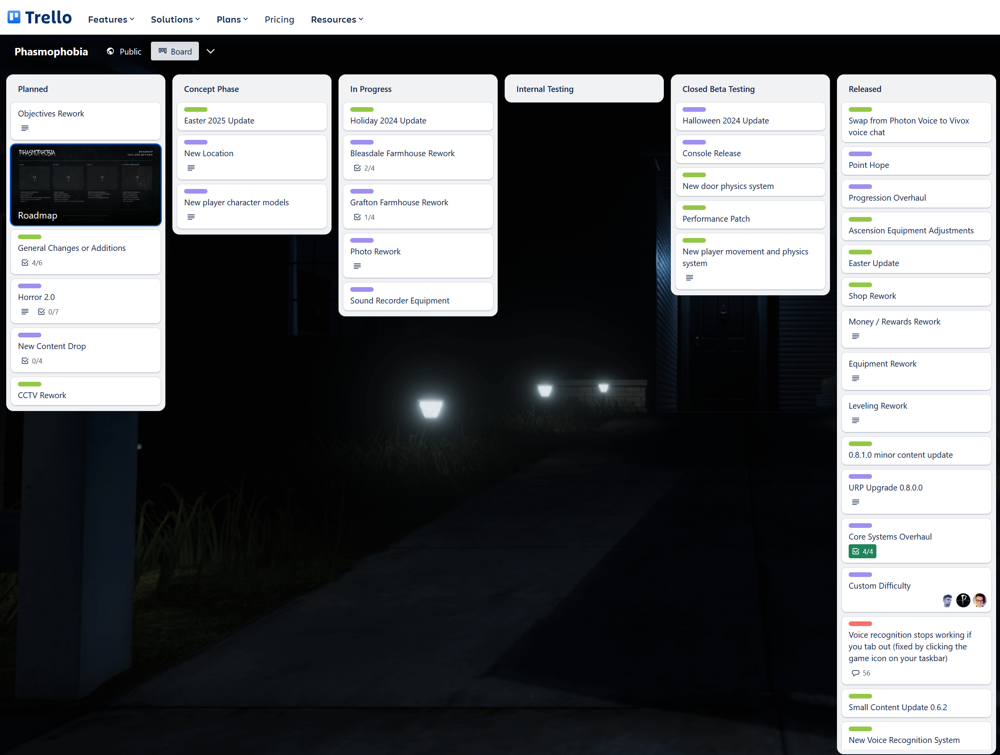 Trello
Features
Solutions
Plans
Pricing
Resources
Phasmophobia
Public
Board
Planned
Objectives Rework
PHASMOPHOBIA
ROADMAP
2024 AND BEYOND
Roadmap
General Changes or Additions
4/6
Horror 2.0
0/7
New Content Drop
0/4
CCTV Rework
Concept Phase
Easter 2025 Update
New Location
New player character models
In Progress
Holiday 2024 Update
Bleasdale Farmhouse Rework
2/4
Grafton Farmhouse Rework
1/4
Photo Rework
Sound Recorder Equipment
Internal Testing
Closed Beta Testing
Halloween 2024 Update
Console Release
New door physics system
Performance Patch
New player movement and physics
system
Released
Swap from Photon Voice to Vivox
voice chat
Point Hope
Progression Overhaul
Ascension Equipment Adjustments
Easter Update
Shop Rework
Money / Rewards Rework
Equipment Rework
Leveling Rework
0.8.1.0 minor content update
URP Upgrade 0.8.0.0
Core Systems Overhaul
4/4
Custom Difficulty
Voice recognition stops working if
you tab out (fixed by clicking the
game icon on your taskbar)
56
Small Content Update 0.6.2
New Voice Recognition System